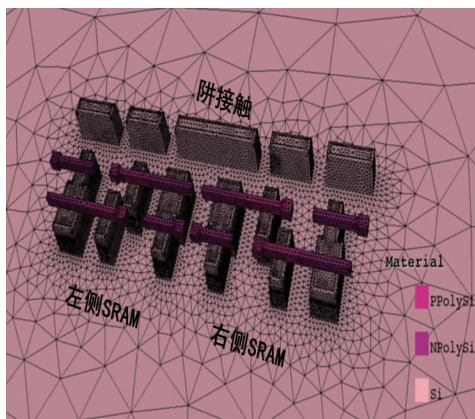 阱接触
Material
PPolySi
左侧SRAM
NPolySi
右侧SRAM
Si